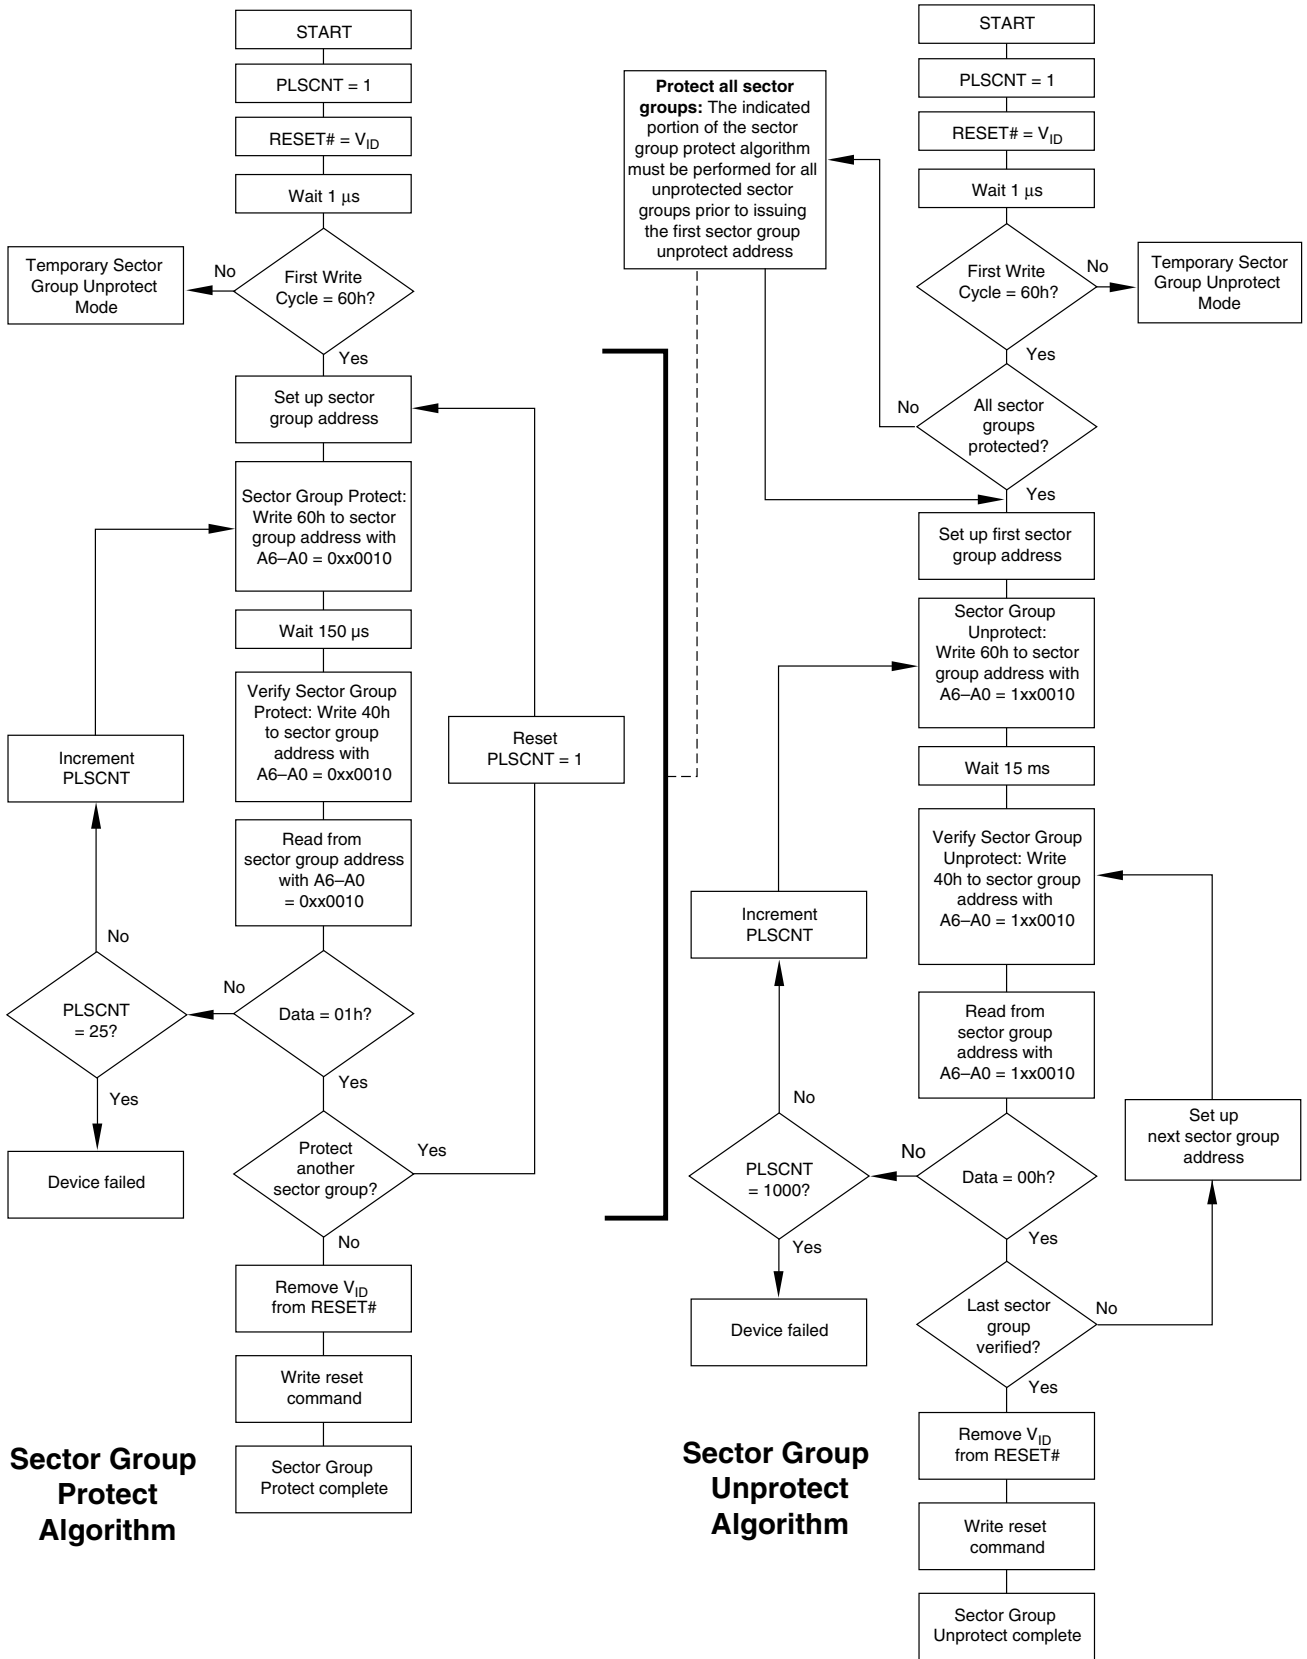 START
PLSCNT = 1
RESET# = VID
Wait 1 μs
First Write
Cycle = 60h?
No
Temporary Sector
Group Unprotect
Mode
Yes
Set up sector
group address
Sector Group Protect:
Write 60h to sector
group address with
A6–A0 = 0xx0010
Wait 150 µs
Verify Sector Group
Protect: Write 40h
to sector group
address with
A6–A0 = 0xx0010
Reset
PLSCNT = 1
Increment
PLSCNT
Read from
sector group address
with A6–A0
= 0xx0010
No
No
PLSCNT
= 25?
Data = 01h?
Yes
Yes
Device failed
Protect
another
sector group?
Yes
No
Remove VID
from RESET#
Write reset
command
Sector Group
Protect complete
Sector Group
Protect
Algorithm
START
Protect all sector
groups: The indicated
portion of the sector
group protect algorithm
must be performed for all
unprotected sector
groups prior to issuing
the first sector group
unprotect address
PLSCNT = 1
RESET# = VID
Wait 1 μs
First Write
Cycle = 60h?
No
Temporary Sector
Group Unprotect
Mode
Yes
All sector
groups
protected?
No
Yes
Set up first sector
group address
Sector Group
Unprotect:
Write 60h to sector
group address with
A6–A0 = 1xx0010
Wait 15 ms
Verify Sector Group
Unprotect: Write
40h to sector group
address with
A6–A0 = 1xx0010
Increment
PLSCNT
Read from
sector group
address with
A6–A0 = 1xx0010
No
No
PLSCNT
= 1000?
Data = 00h?
Set up
next sector group
address
Yes
Yes
Device failed
Last sector
group
verified?
No
Yes
Remove VID
from RESET#
Write reset
command
Sector Group
Unprotect complete
Sector Group
Unprotect
Algorithm